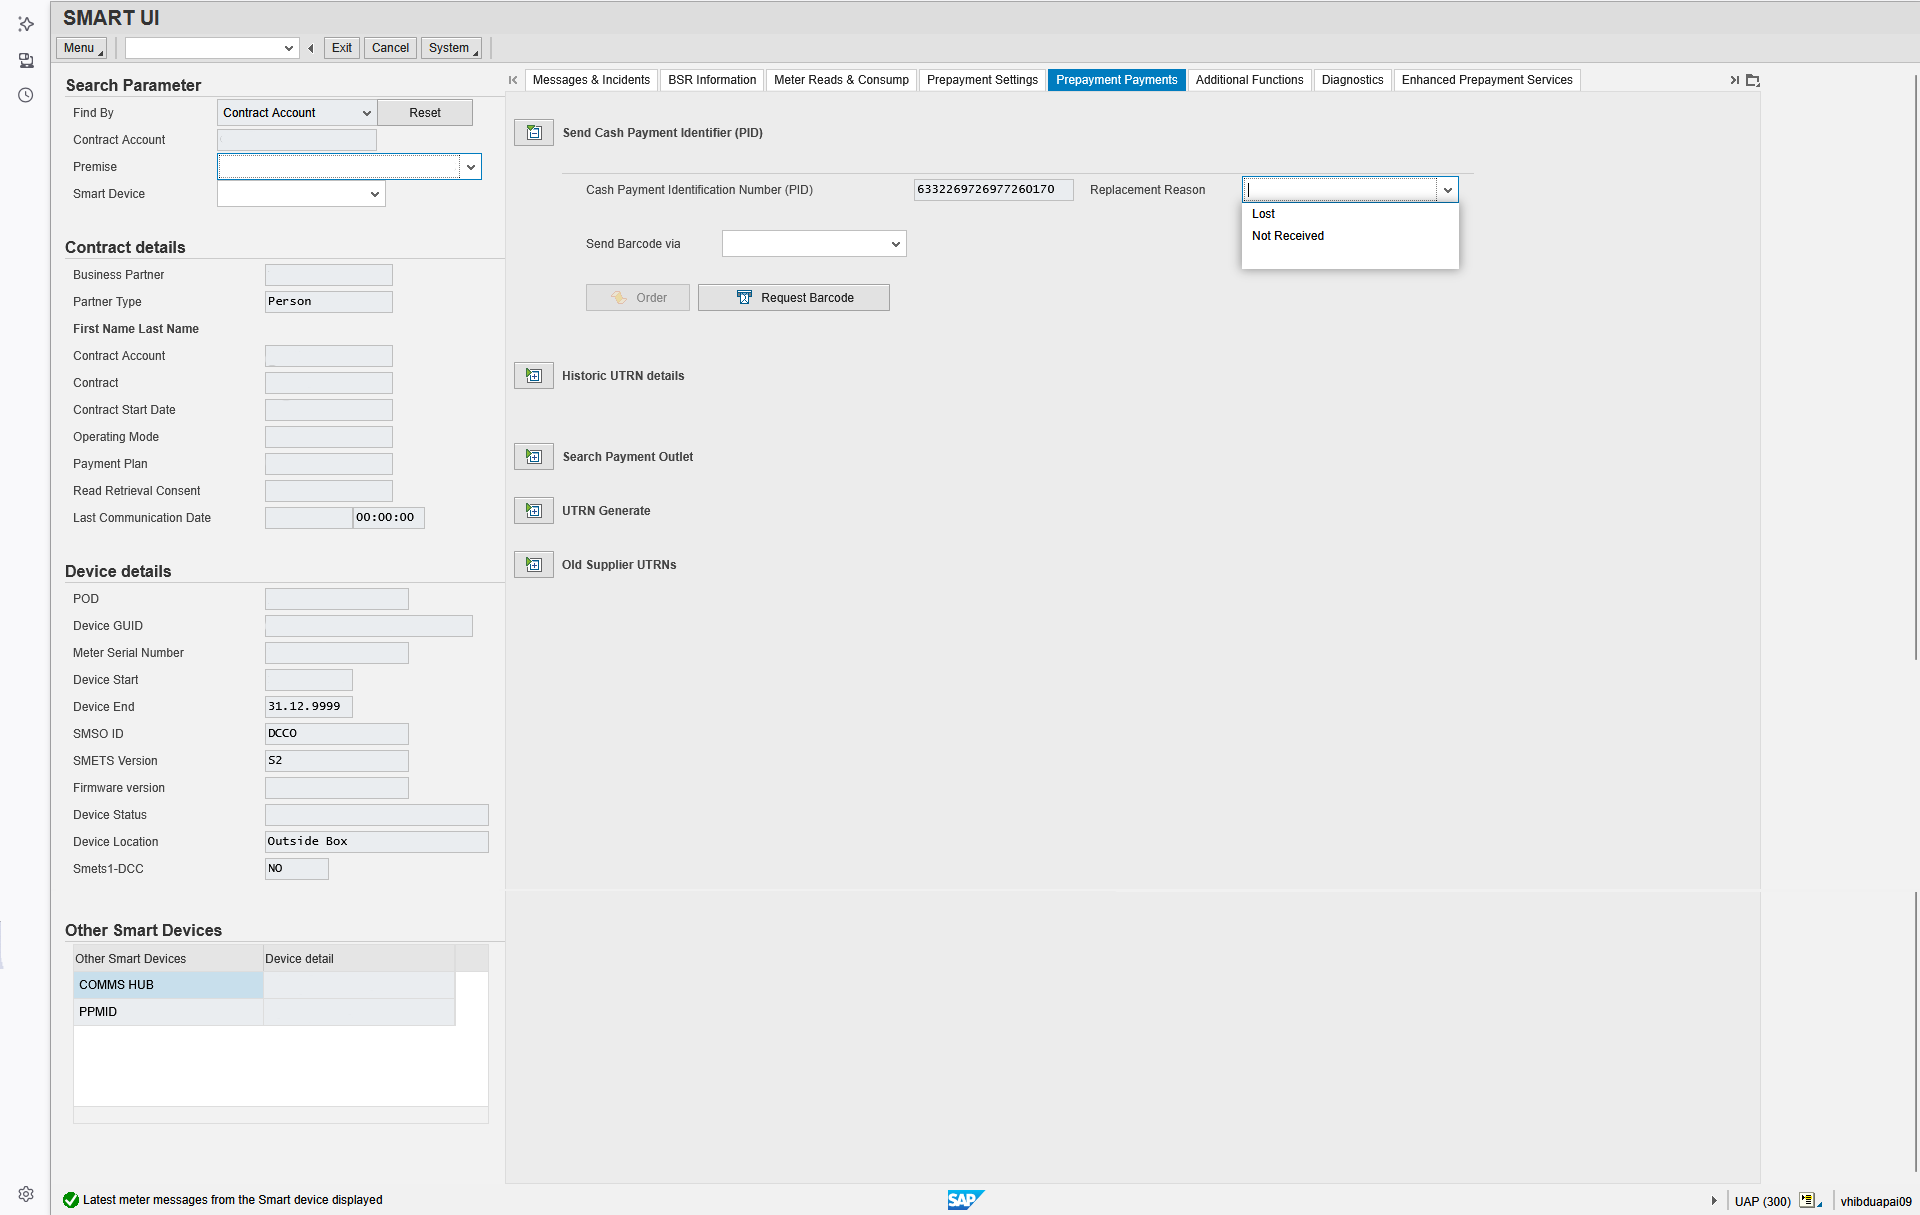 SMART UI
Menu
Exit
Cancel
System
Search Parameter
Find By
Contract Account
Reset
Contract Account
Premise
Smart Device
Contract details
Business Partner
Partner Type
Person
First Name Last Name
Contract Account
Contract
Contract Start Date
Operating Mode
Payment Plan
Read Retrieval Consent
Last Communication Date
00:00:00
Device details
POD
Device GUID
Meter Serial Number
Device Start
Device End
31.12.9999
SMSO ID
DCCO
SMETS Version
S2
Firmware version
Device Status
Device Location
Outside Box
Smets1-DCC
NO
Other Smart Devices
Other Smart Devices
Device detail
COMMS HUB
PPMID
Messages & Incidents
BSR Information
Meter Reads & Consump
Prepayment Settings
Prepayment Payments
Additional Functions
Diagnostics
Enhanced Prepayment Services
Send Cash Payment Identifier (PID)
Cash Payment Identification Number (PID)
6332269726977260170
Replacement Reason
Lost
Not Received
Send Barcode via
Order
Request Barcode
Historic UTRN details
Search Payment Outlet
UTRN Generate
Old Supplier UTRNs
Latest meter messages from the Smart device displayed
SAP
UAP (300)
vhibduapai09